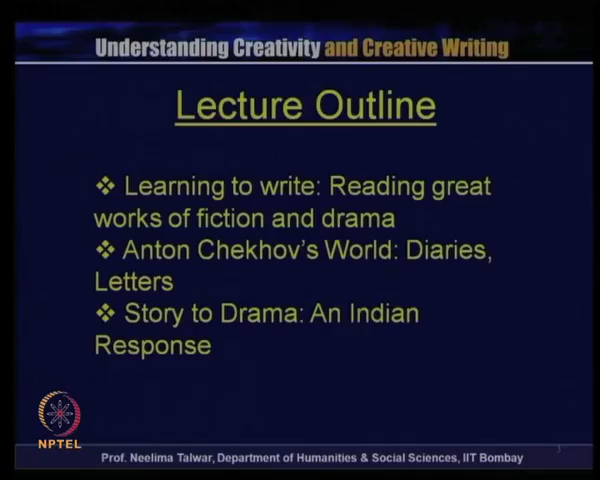 Understanding Creativity and Creative Writing
Lecture Outline
❖ Learning to write: Reading great
works of fiction and drama
❖ Anton Chekhov's World: Diaries,
Letters
❖ Story to Drama: An Indian
Response
NPTEL
Prof. Neelima Talwar, Department of Humanities & Social Sciences, IIT Bombay
3